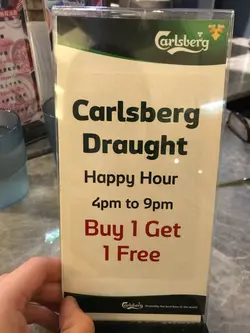 Carlsberg
Carlsberg
Draught
Happy Hour
4pm to 9pm
Buy 1 Get
1 Free
Carlsberg